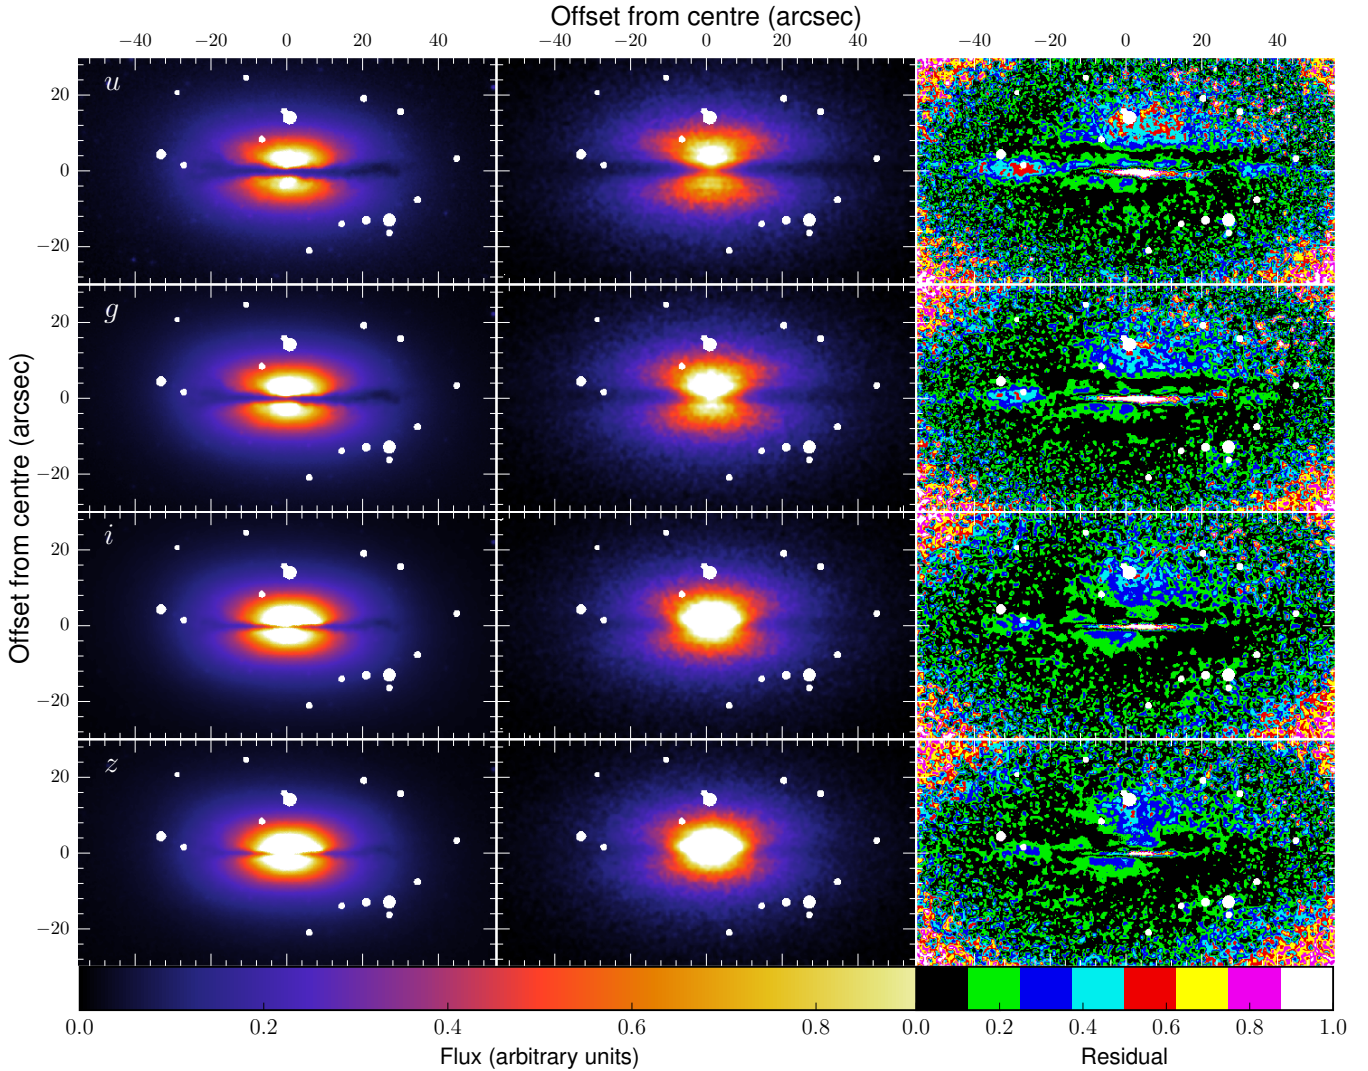 Offset from centre (arcsec)
−40 −20 0 20 40 −40 −20 0 20 40 −40 −20 0 20 40
u
20
0
−20
g
20
0
−20
Offset from centre (arcsec)
i
20
0
−20
z
20
0
−20
0.0 0.2 0.4 0.6 0.8 0.0 0.2 0.4 0.6 0.8 1.0
Flux (arbitrary units) Residual